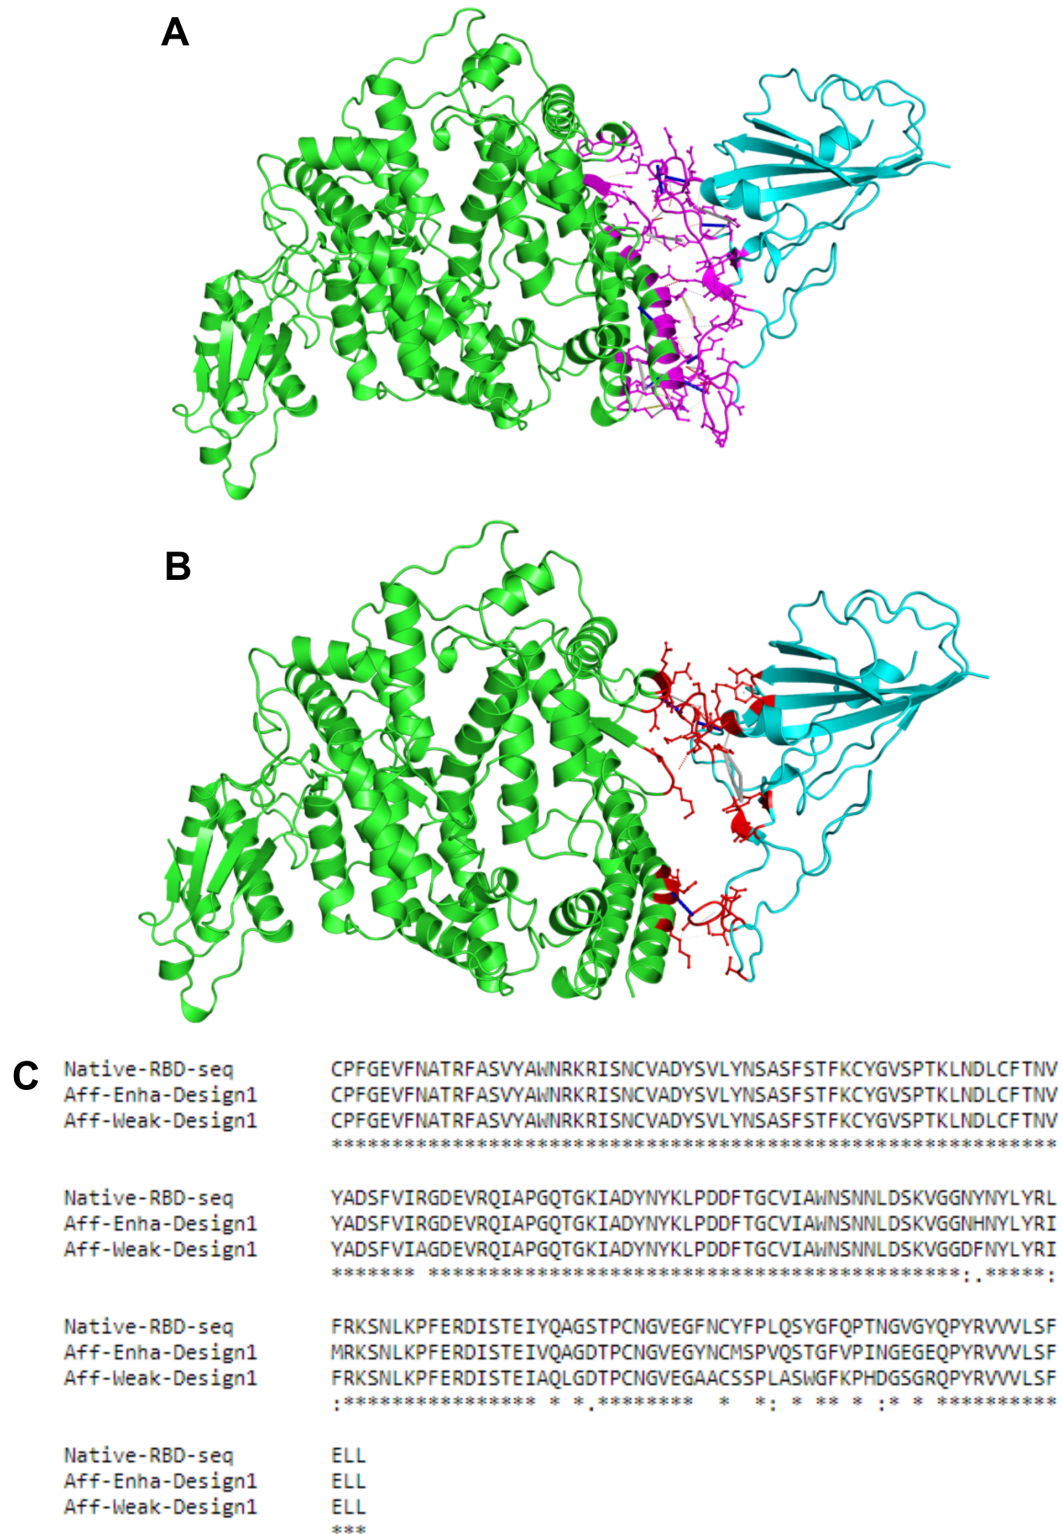 A
B
C
Native-RBD-seq CPFGEVFNATRFASVYAWNRKRISNCVADYSVLYNSASFSTFKCYGVSPTKLNDLCFTNV
Aff-Enha-Design1 CPFGEVFNATRFASVYAWNRKRISNCVADYSVLYNSASFSTFKCYGVSPTKLNDLCFTNV
Aff-Weak-Design1 CPFGEVFNATRFASVYAWNRKRISNCVADYSVLYNSASFSTFKCYGVSPTKLNDLCFTNV
************************************************************
Native-RBD-seq YADSFVIRGDEVRQIAPGQTGKIADYNYKLPDDFTGCVIAWNSNNLDSKVGGNYNYLYRL
Aff-Enha-Design1 YADSFVIRGDEVRQIAPGQTGKIADYNYKLPDDFTGCVIAWNSNNLDSKVGGNHNYLYRI
Aff-Weak-Design1 YADSFVIAGDEVRQIAPGQTGKIADYNYKLPDDFTGCVIAWNSNNLDSKVGGDFNYLYRI
******* ********************************************:.*****:
Native-RBD-seq FRKSNLKPFERDISTEIYQAGSTPCNGVEGFNCYFPLQSYGFQPTNGVGYQPYRVVVLSF
Aff-Enha-Design1 MRKSNLKPFERDISTEIVQAGDTPCNGVEGYNCMSPVQSTGFVPINGEGEQPYRVVVLSF
Aff-Weak-Design1 FRKSNLKPFERDISTEIAQLGDTPCNGVEGAACSSPLASWGFKPHDGSGRQPYRVVVLSF
:**************** * *.******** * *: * ** * :* * **********
Native-RBD-seq ELL
Aff-Enha-Design1 ELL
Aff-Weak-Design1 ELL
***